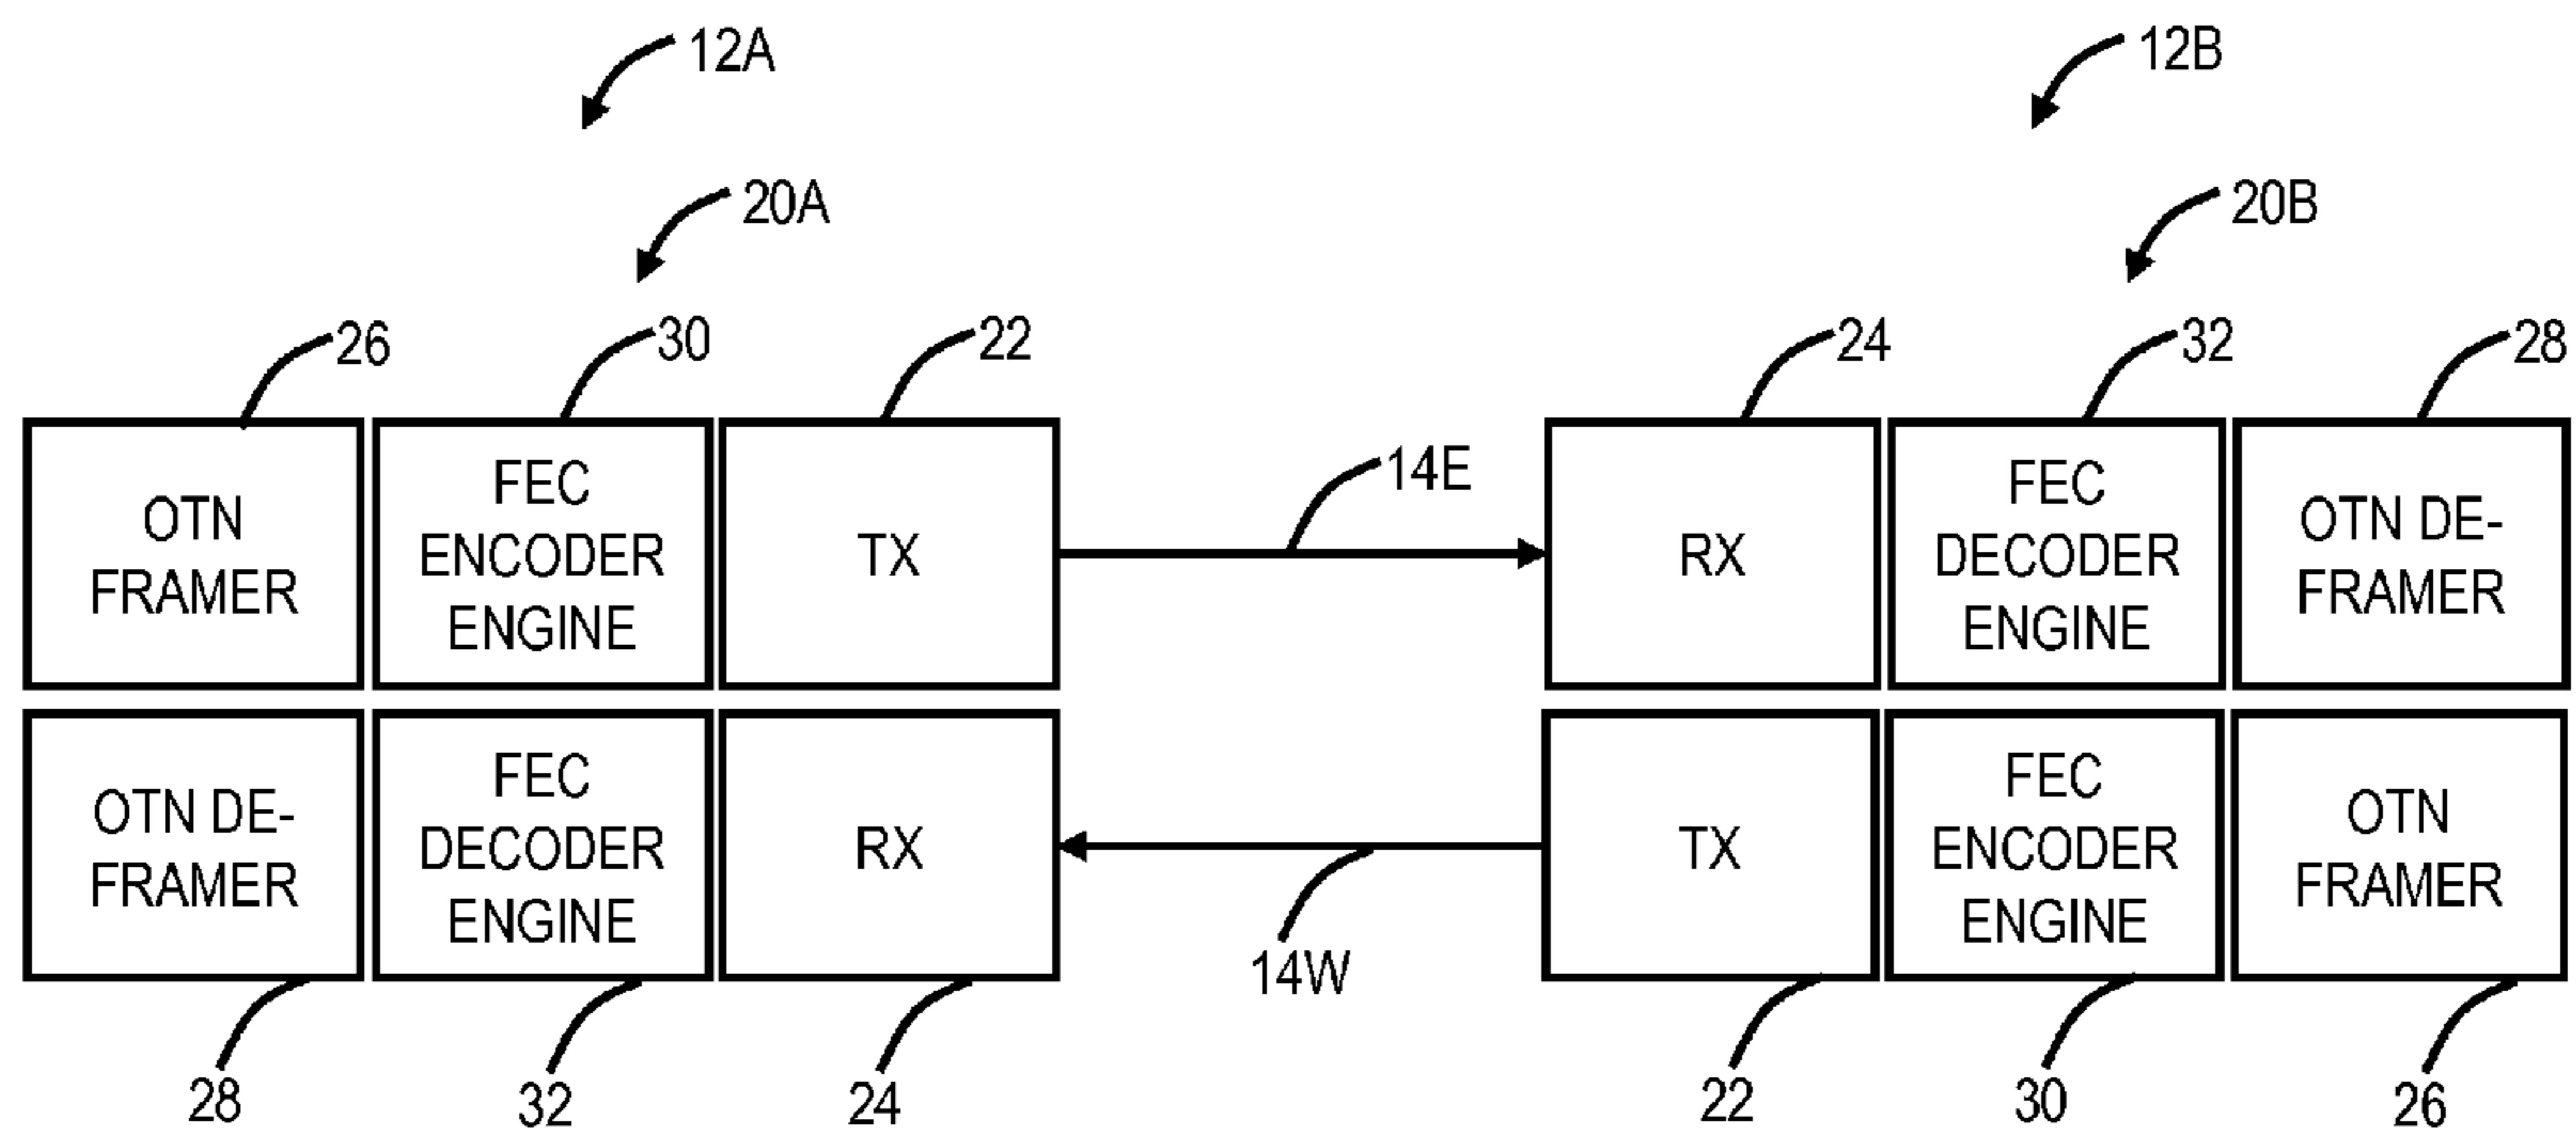 12A
12B
20A
20B
26
30
22
24
32
28
OTN
FRAMER
FEC
ENCODER
ENGINE
TX
14E
RX
FEC
DECODER
ENGINE
OTN DE-
FRAMER
OTN DE-
FRAMER
FEC
DECODER
ENGINE
RX
14W
TX
FEC
ENCODER
ENGINE
OTN
FRAMER
28
32
24
22
30
26